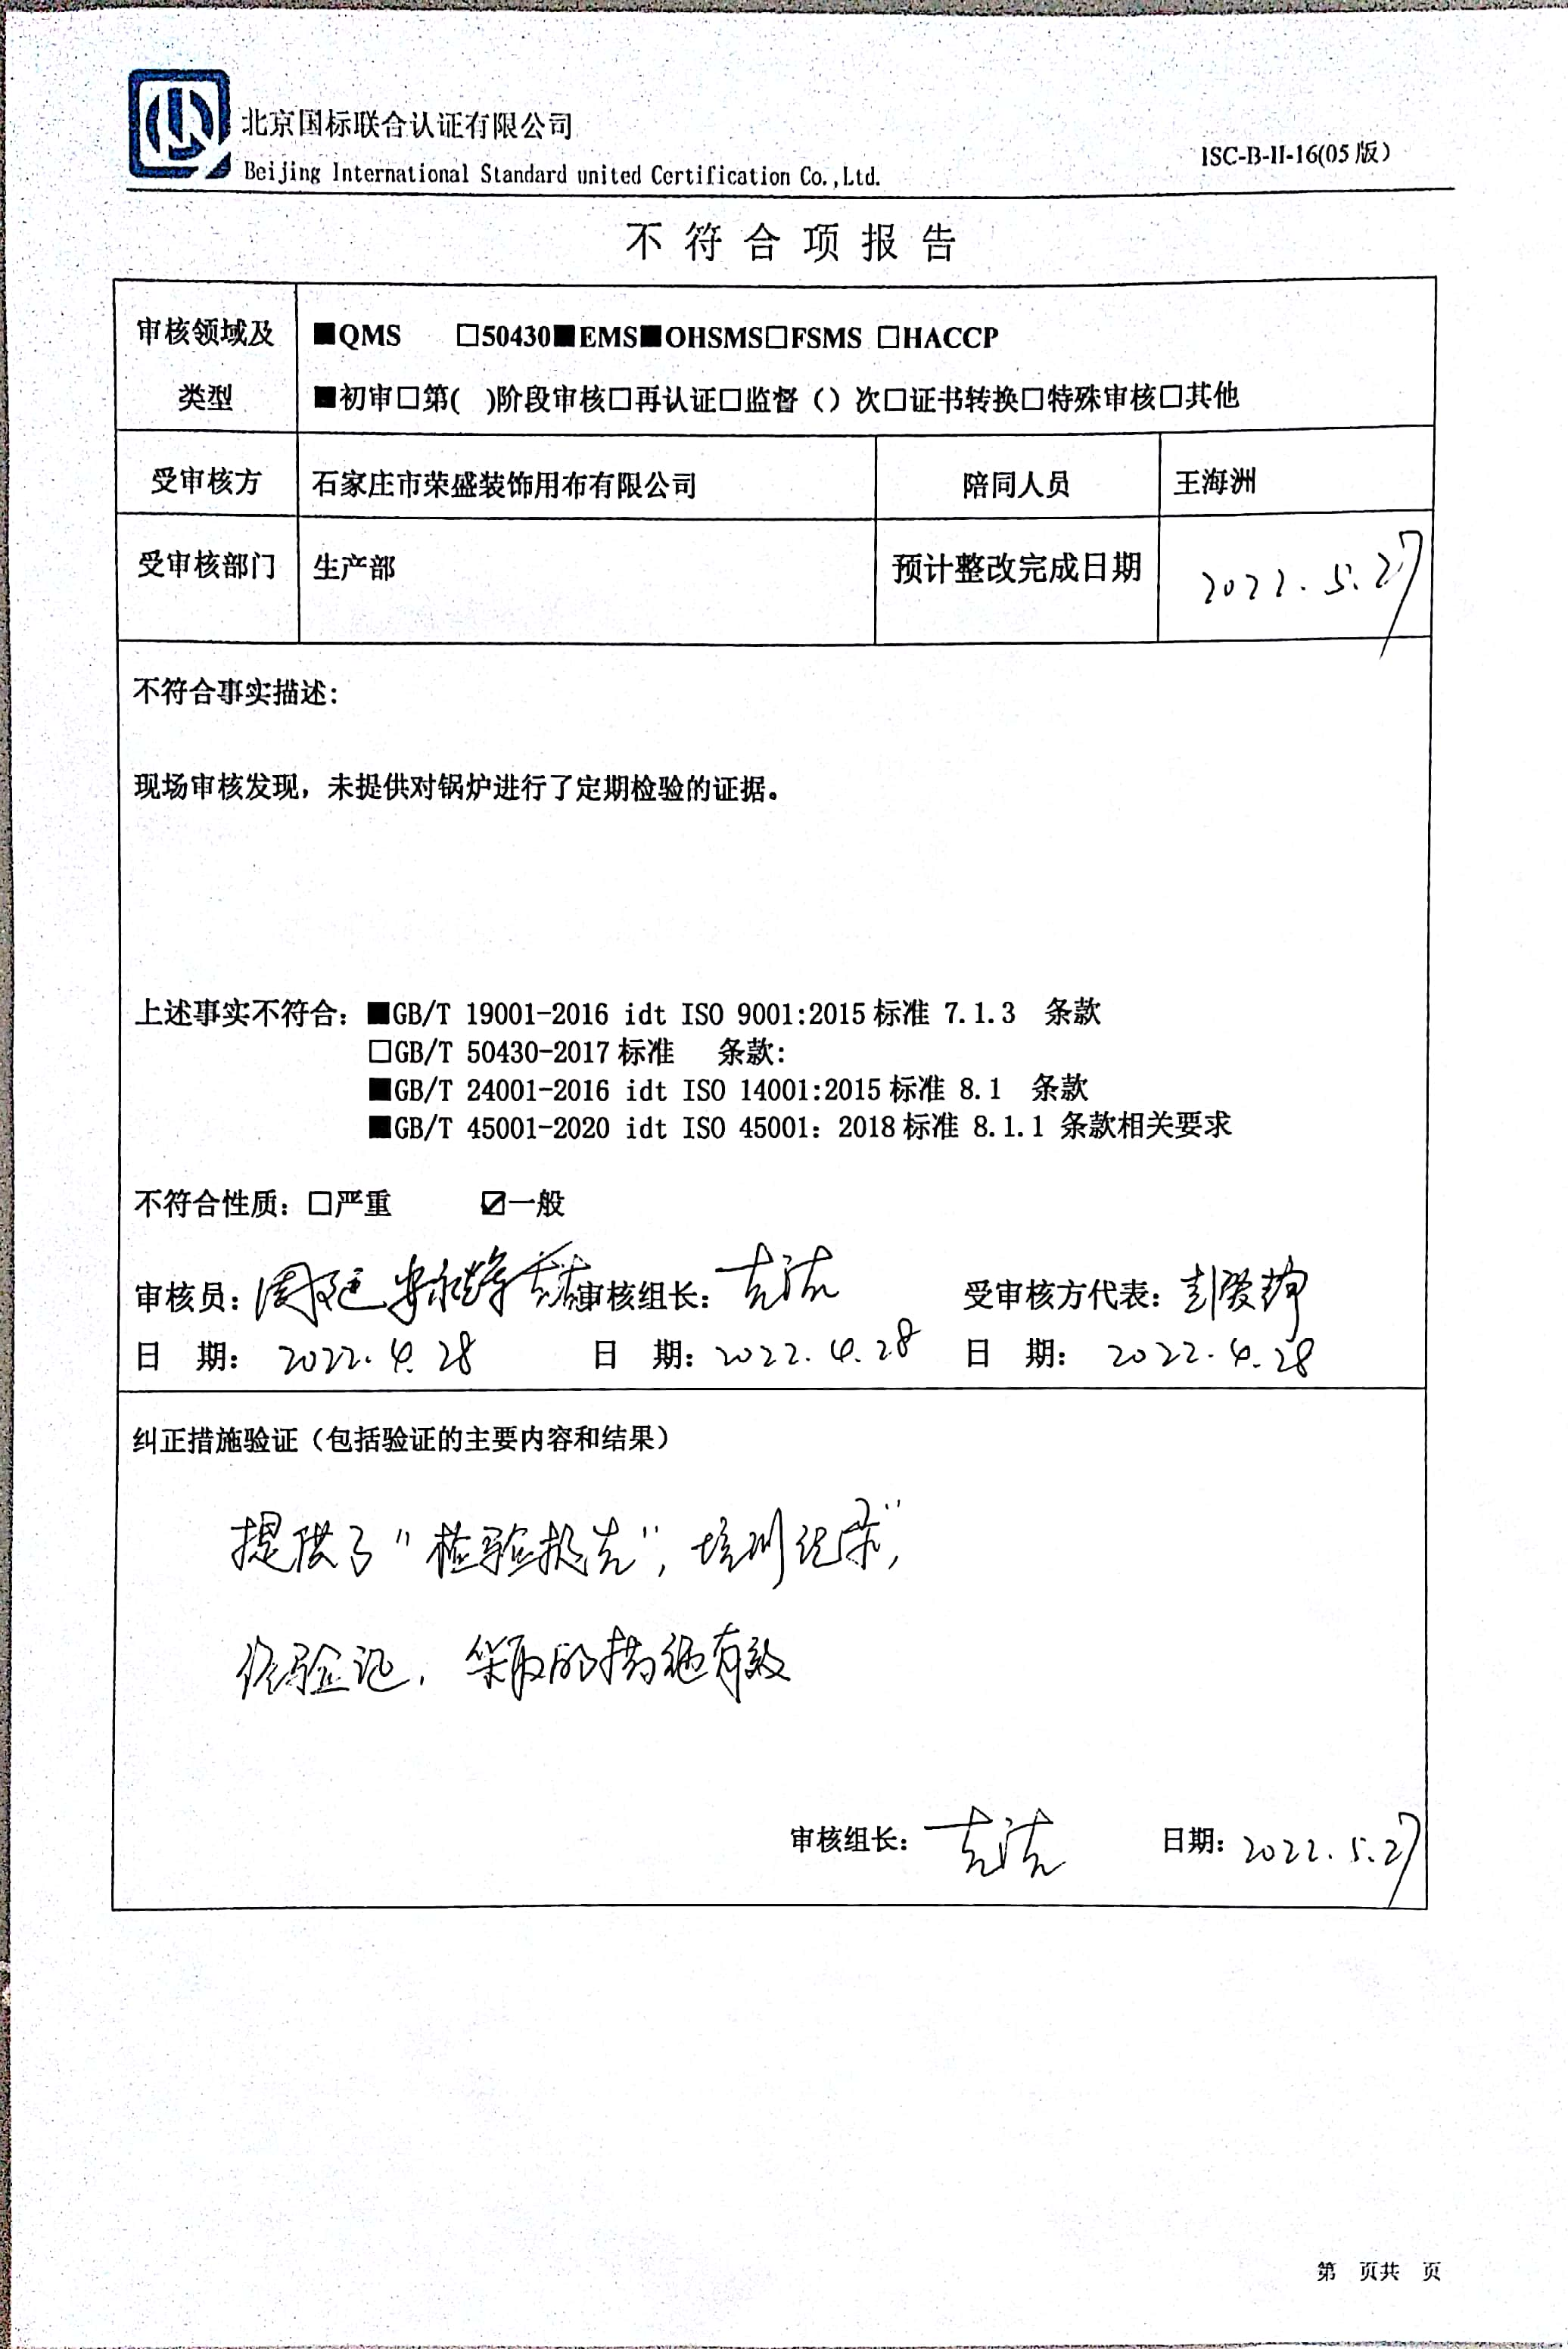 北京国标联合认证有限公司
Beijing International Standard united Certification Co.,Ltd.
ISC-B-II-16(05版)
不符合项报告
审核领域及类型
■QMS □50430■EMS■OHSMS□FSMS □HACCP
■初审□第( )阶段审核□再认证□监督（）次□证书转换□特殊审核□其他
受审核方 石家庄市荣盛装饰用布有限公司 陪同人员 王海洲
受审核部门 生产部 预计整改完成日期 2022.5.27
不符合事实描述：
现场审核发现，未提供对锅炉进行了定期检验的证据。
上述事实不符合：■GB/T 19001-2016 idt ISO 9001:2015标准 7.1.3 条款
□GB/T 50430-2017标准 条款：
■GB/T 24001-2016 idt ISO 14001:2015标准 8.1 条款
■GB/T 45001-2020 idt ISO 45001：2018标准 8.1.1 条款相关要求
不符合性质：□严重 ☑一般
审核员： 审核组长： 受审核方代表：
日 期：2022.4.28 日 期：2022.4.28 日 期：2022.4.28
纠正措施验证（包括验证的主要内容和结果）
提供了"检验报告"，培训记录"，
经验证，采取的措施有效
审核组长： 日期：2022.5.27
第 页共 页